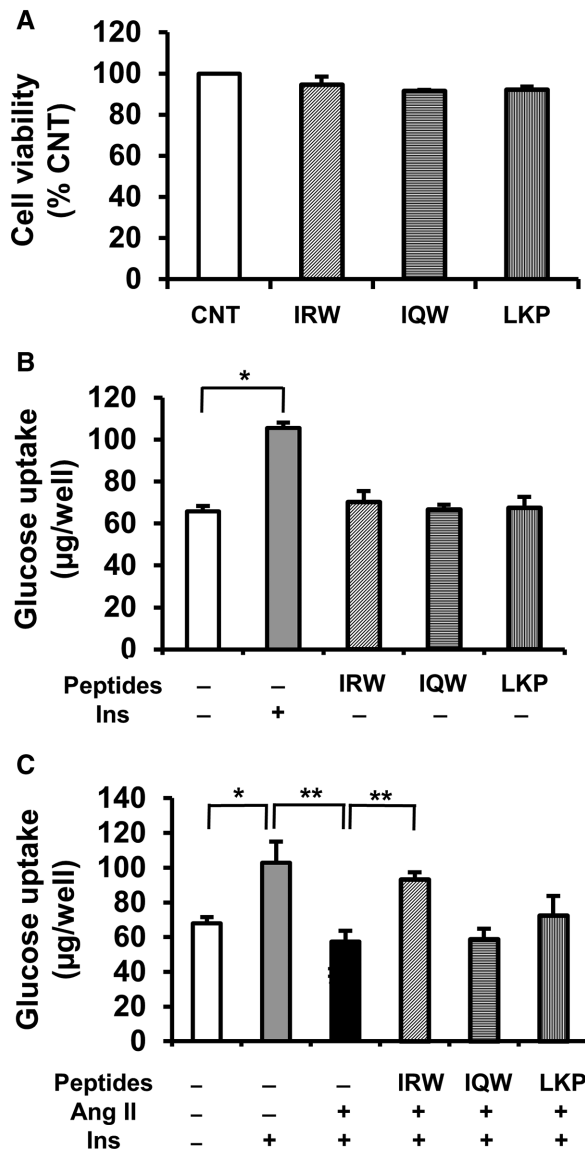 A
Cell viability
(% CNT)
120
100
80
60
40
20
0
CNT IRW IQW LKP
B
*
Glucose uptake
(µg/well)
120
100
80
60
40
20
0
Peptides – – IRW IQW LKP
Ins – + – – –
C
* ** **
Glucose uptake
(µg/well)
140
120
100
80
60
40
20
0
Peptides – – – IRW IQW LKP
Ang II – – + + + +
Ins – + + + + +